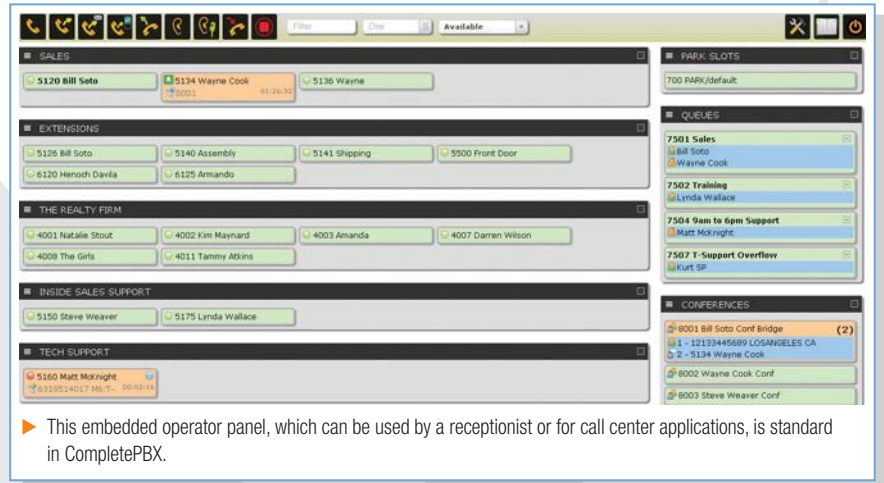 Filter
Dial
Available
SALES
5120 Bill Soto
5134 Wayne Cook
8001 01:26:32
5136 Wayne
EXTENSIONS
5126 Bill Soto
5140 Assembly
5141 Shipping
5500 Front Door
6120 Henoch Davila
6125 Armando
THE REALTY FIRM
4001 Natalie Stout
4002 Kim Maynard
4003 Amanda
4007 Darren Wilson
4008 The Girls
4011 Tammy Atkins
INSIDE SALES SUPPORT
5150 Steve Weaver
5175 Lynda Wallace
TECH SUPPORT
5160 Matt McKnight
6319514017 M6:T- 00:03:16
PARK SLOTS
700 PARK/default
QUEUES
7501 Sales
Bill Soto
Wayne Cook
7502 Training
Lynda Wallace
7504 9am to 6pm Support
Matt McKnight
7507 T-Support Overflow
Kurt SP
CONFERENCES
8001 Bill Soto Conf Bridge (2)
1 - 12133445689 LOSANGELES CA
2 - 5134 Wayne Cook
8002 Wayne Cook Conf
8003 Steve Weaver Conf
This embedded operator panel, which can be used by a receptionist or for call center applications, is standard
in CompletePBX.